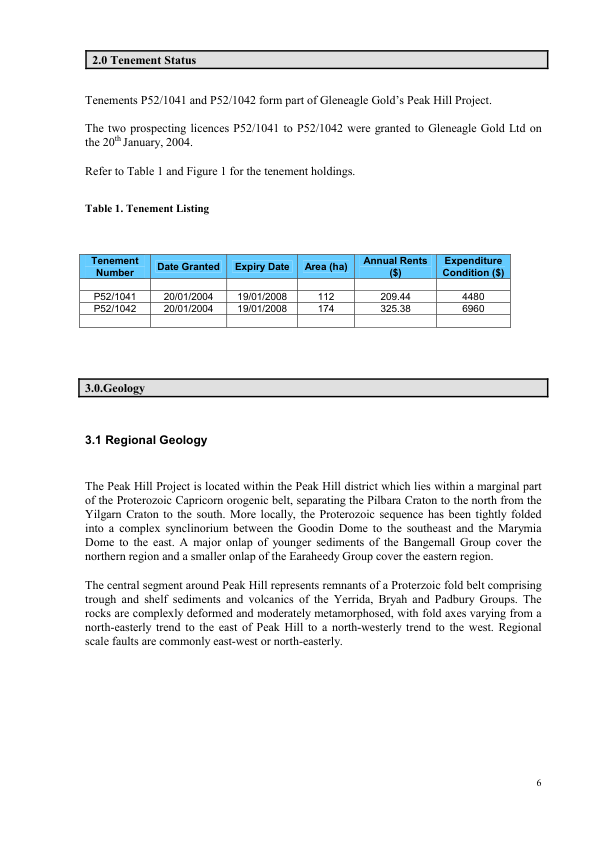 2.0 Tenement Status
Tenements P52/1041 and P52/1042 form part of Gleneagle Gold's Peak Hill Project.
The two prospecting licences P52/1041 to P52/1042 were granted to Gleneagle Gold Ltd on
the 20th January, 2004.
Refer to Table 1 and Figure 1 for the tenement holdings.
Table 1. Tenement Listing
Tenement Number Date Granted Expiry Date Area (ha) Annual Rents ($) Expenditure Condition ($)
P52/1041 20/01/2004 19/01/2008 112 209.44 4480
P52/1042 20/01/2004 19/01/2008 174 325.38 6960
3.0.Geology
3.1 Regional Geology
The Peak Hill Project is located within the Peak Hill district which lies within a marginal part
of the Proterozoic Capricorn orogenic belt, separating the Pilbara Craton to the north from the
Yilgarn Craton to the south. More locally, the Proterozoic sequence has been tightly folded
into a complex synclinorium between the Goodin Dome to the southeast and the Marymia
Dome to the east. A major onlap of younger sediments of the Bangemall Group cover the
northern region and a smaller onlap of the Earaheedy Group cover the eastern region.
The central segment around Peak Hill represents remnants of a Proterzoic fold belt comprising
trough and shelf sediments and volcanics of the Yerrida, Bryah and Padbury Groups. The
rocks are complexly deformed and moderately metamorphosed, with fold axes varying from a
north-easterly trend to the east of Peak Hill to a north-westerly trend to the west. Regional
scale faults are commonly east-west or north-easterly.
6